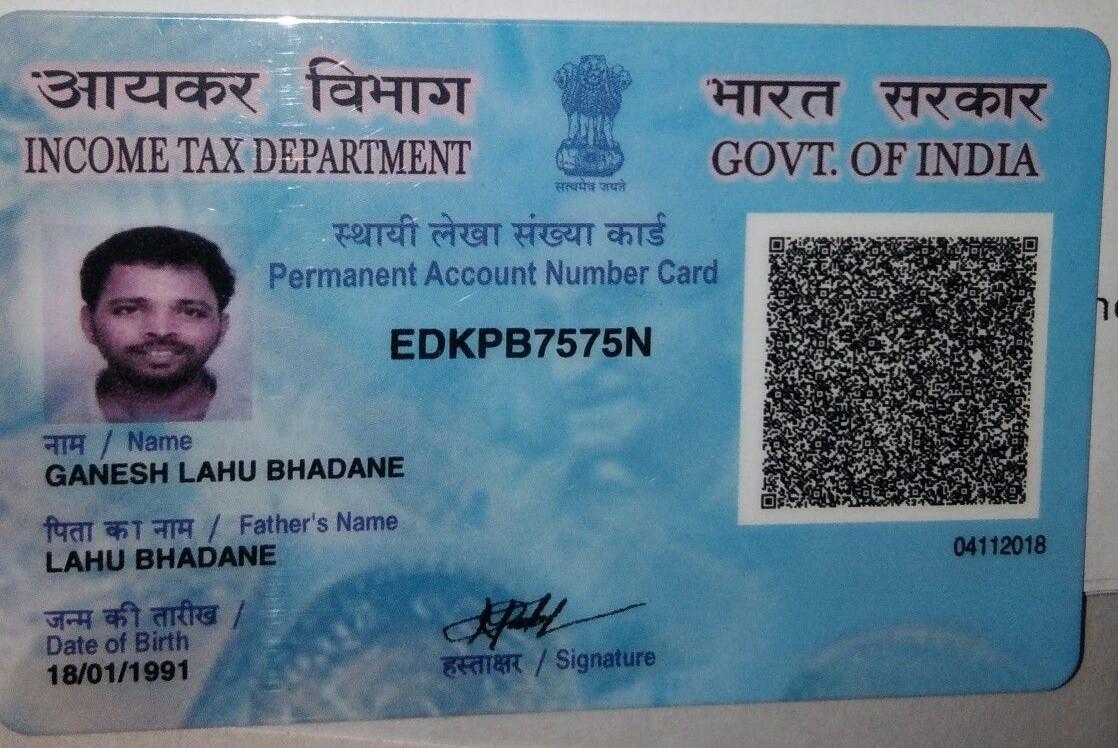 आयकर विभाग
INCOME TAX DEPARTMENT
सत्यमेव जयते
भारत सरकार
GOVT. OF INDIA
स्थायी लेखा संख्या कार्ड
Permanent Account Number Card
EDKPB7575N
नाम / Name
GANESH LAHU BHADANE
पिता का नाम / Father's Name
LAHU BHADANE
04112018
जन्म की तारीख /
Date of Birth
18/01/1991
हस्ताक्षर / Signature